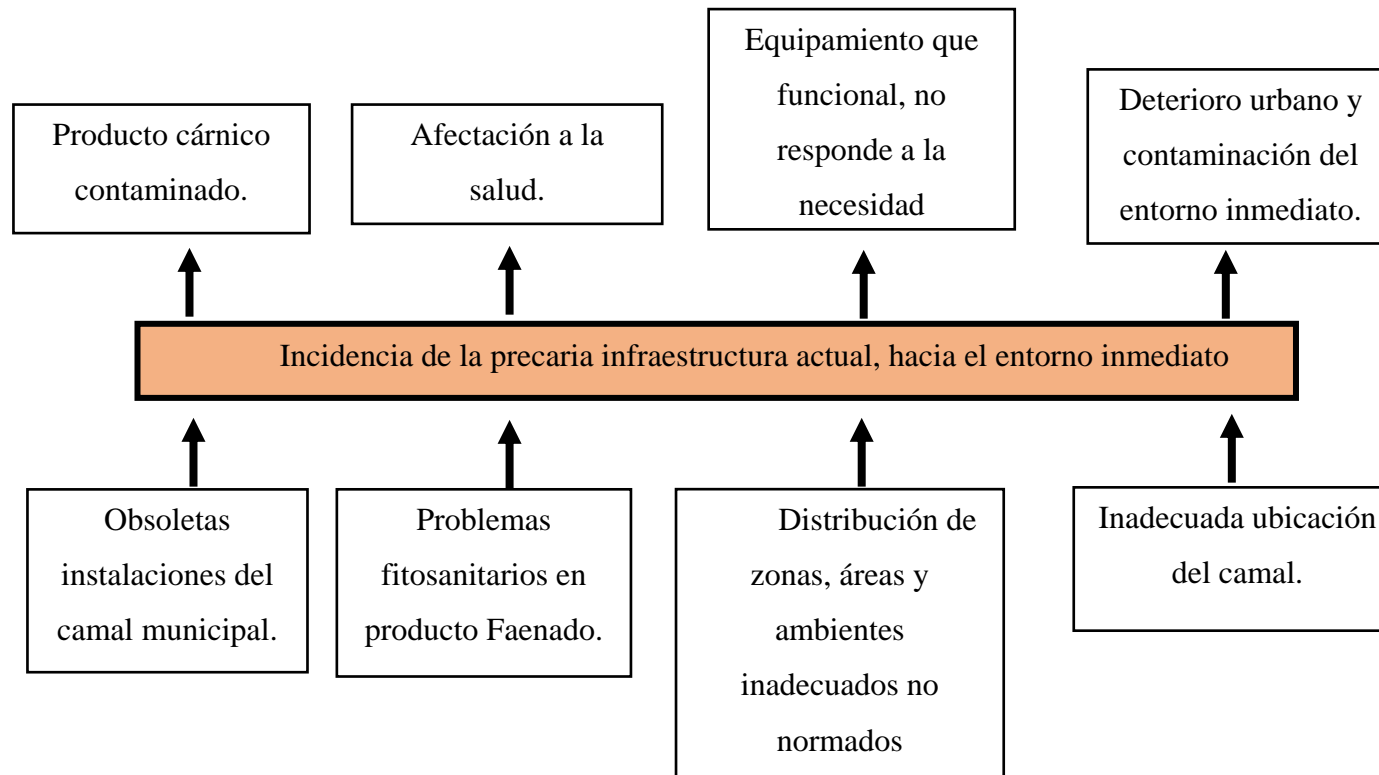 Producto cárnico
contaminado.
Afectación a la
salud.
Equipamiento que
funcional, no
responde a la
necesidad
Deterioro urbano y
contaminación del
entorno inmediato.
Incidencia de la precaria infraestructura actual, hacia el entorno inmediato
Obsoletas
instalaciones del
camal municipal.
Problemas
fitosanitarios en
producto Faenado.
Distribución de
zonas, áreas y
ambientes
inadecuados no
normados
Inadecuada ubicación
del camal.